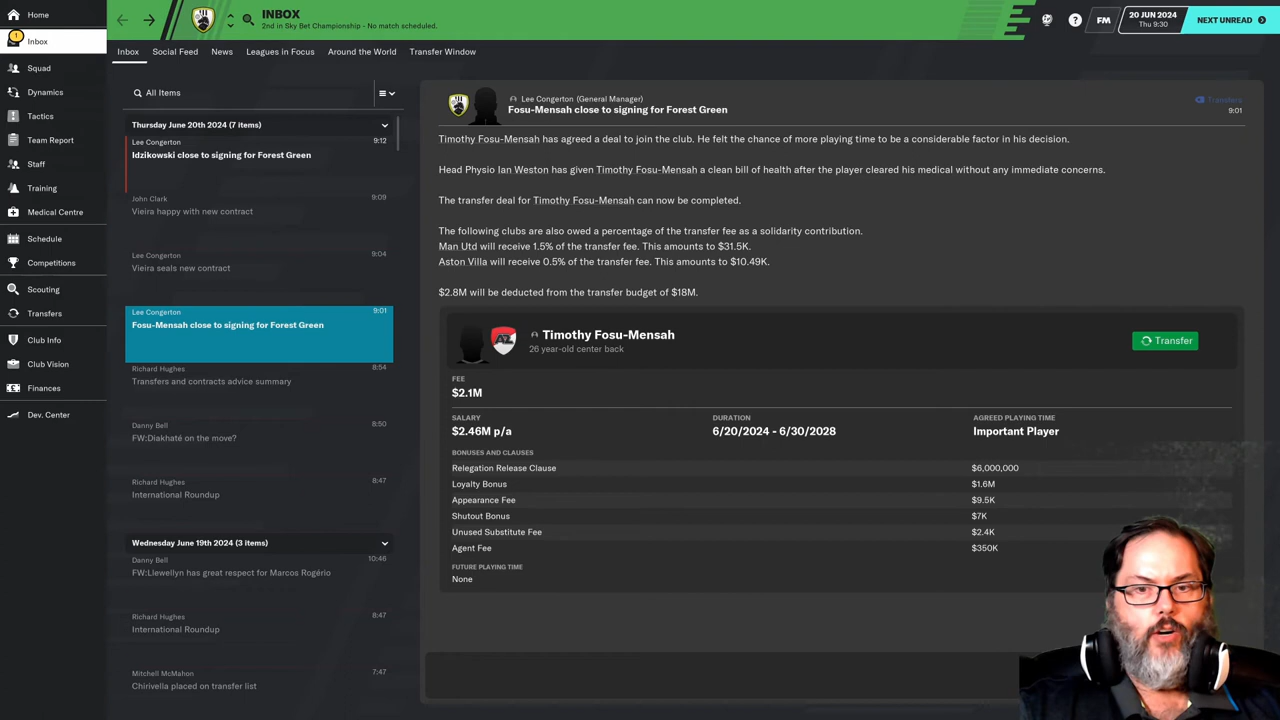 Home
Inbox
1
Squad
Dynamics
Tactics
Team Report
Staff
Training
Medical Centre
Schedule
Competitions
Scouting
Transfers
Club Info
Club Vision
Finances
Dev. Center
INBOX
2nd in Sky Bet Championship - No match scheduled.
?
FM
20 JUN 2024
Thu 9:30
NEXT UNREAD
Inbox
Social Feed
News
Leagues in Focus
Around the World
Transfer Window
All Items
Thursday June 20th 2024 (7 items)
Lee Congerton 9:12
Idzikowski close to signing for Forest Green
John Clark 9:09
Vieira happy with new contract
Lee Congerton 9:04
Vieira seals new contract
Lee Congerton 9:01
Fosu-Mensah close to signing for Forest Green
Richard Hughes 8:54
Transfers and contracts advice summary
Danny Bell 8:50
FW:Diakhaté on the move?
Richard Hughes 8:47
International Roundup
Wednesday June 19th 2024 (3 items)
Danny Bell 10:46
FW:Llewellyn has great respect for Marcos Rogério
Richard Hughes 8:47
International Roundup
Mitchell McMahon 7:47
Chirivella placed on transfer list
Lee Congerton (General Manager)
Fosu-Mensah close to signing for Forest Green
Transfers
9:01
Timothy Fosu-Mensah has agreed a deal to join the club. He felt the chance of more playing time to be a considerable factor in his decision.
Head Physio Ian Weston has given Timothy Fosu-Mensah a clean bill of health after the player cleared his medical without any immediate concerns.
The transfer deal for Timothy Fosu-Mensah can now be completed.
The following clubs are also owed a percentage of the transfer fee as a solidarity contribution.
Man Utd will receive 1.5% of the transfer fee. This amounts to $31.5K.
Aston Villa will receive 0.5% of the transfer fee. This amounts to $10.49K.
$2.8M will be deducted from the transfer budget of $18M.
AZ
Timothy Fosu-Mensah
26 year-old center back
Transfer
FEE
$2.1M
SALARY DURATION AGREED PLAYING TIME
$2.46M p/a 6/20/2024 - 6/30/2028 Important Player
BONUSES AND CLAUSES
Relegation Release Clause $6,000,000
Loyalty Bonus $1.6M
Appearance Fee $9.5K
Shutout Bonus $7K
Unused Substitute Fee $2.4K
Agent Fee $350K
FUTURE PLAYING TIME
None